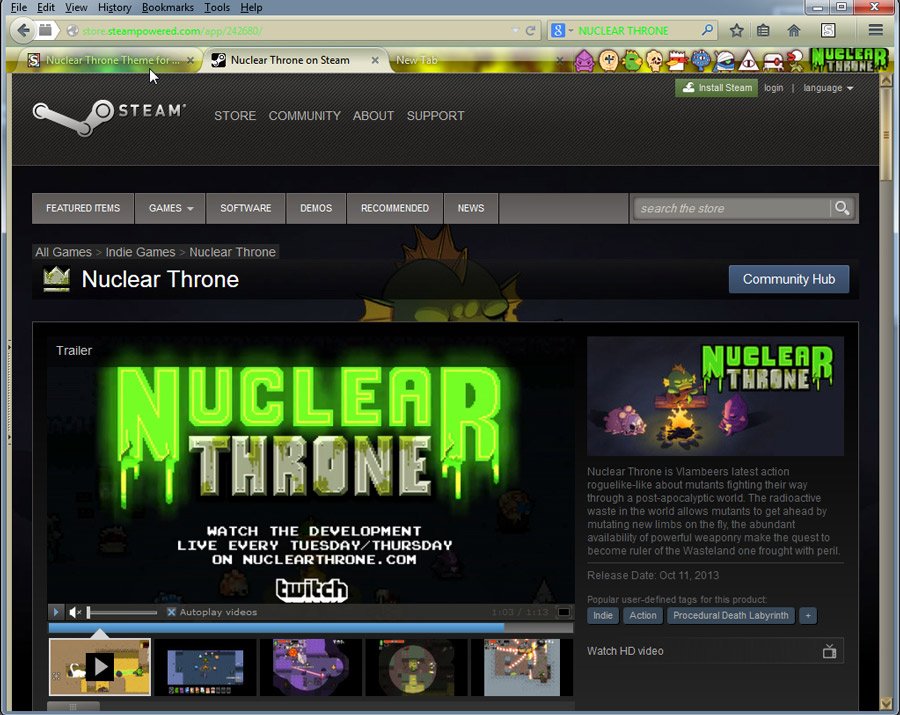 File Edit View History Bookmarks Tools Help
store.steampowered.com/app/242680/
NUCLEAR THRONE
Nuclear Throne Theme for ...
Nuclear Throne on Steam
New Tab
NUCLEAR
THRONE
Install Steam login | language
STEAM
STORE COMMUNITY ABOUT SUPPORT
FEATURED ITEMS GAMES SOFTWARE DEMOS RECOMMENDED NEWS search the store
All Games > Indie Games > Nuclear Throne
Nuclear Throne
Community Hub
Trailer
NUCLEAR
THRONE
WATCH THE DEVELOPMENT
LIVE EVERY TUESDAY/THURSDAY
ON NUCLEARTHRONE.COM
twitch
Autoplay videos 1:03 / 1:13
NUCLEAR
THRONE
Nuclear Throne is Vlambeers latest action
roguelike-like about mutants fighting their way
through a post-apocalyptic world. The radioactive
waste in the world allows mutants to get ahead by
mutating new limbs on the fly, the abundant
availability of powerful weaponry make the quest to
become ruler of the Wasteland one frought with peril.
Release Date: Oct 11, 2013
Popular user-defined tags for this product:
Indie Action Procedural Death Labyrinth +
Watch HD video